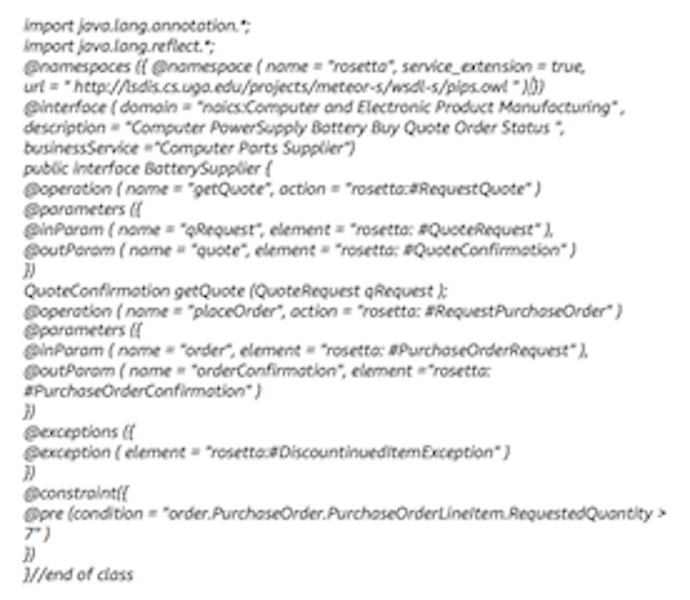 import java.lang.annotation.*;
import java.lang.reflect.*;
@namespaces ({ @namespace ( name = "rosetta", service_extension = true,
url = " http://lsdis.cs.uga.edu/projects/meteor-s/wsdl-s/pips.owl " )|})
@interface ( domain = "naics:Computer and Electronic Product Manufacturing" ,
description = "Computer PowerSupply Battery Buy Quote Order Status ",
businessService ="Computer Parts Supplier")
public interface BatterySupplier {
@operation ( name = "getQuote", action = "rosetta:#RequestQuote" )
@parameters ({
@inParam ( name = "qRequest", element = "rosetta: #QuoteRequest" ),
@outParam ( name = "quote", element = "rosetta: #QuoteConfirmation" )
})
QuoteConfirmation getQuote (QuoteRequest qRequest );
@operation ( name = "placeOrder", action = "rosetta: #RequestPurchaseOrder" )
@parameters ({
@inParam ( name = "order", element = "rosetta: #PurchaseOrderRequest" ),
@outParam ( name = "orderConfirmation", element ="rosetta:
#PurchaseOrderConfirmation" )
})
@exceptions ({
@exception ( element = "rosetta:#DiscountinuedItemException" )
})
@constraint({
@pre (condition = "order.PurchaseOrder.PurchaseOrderLineItem.RequestedQuantity >
7" )
})
}//end of class